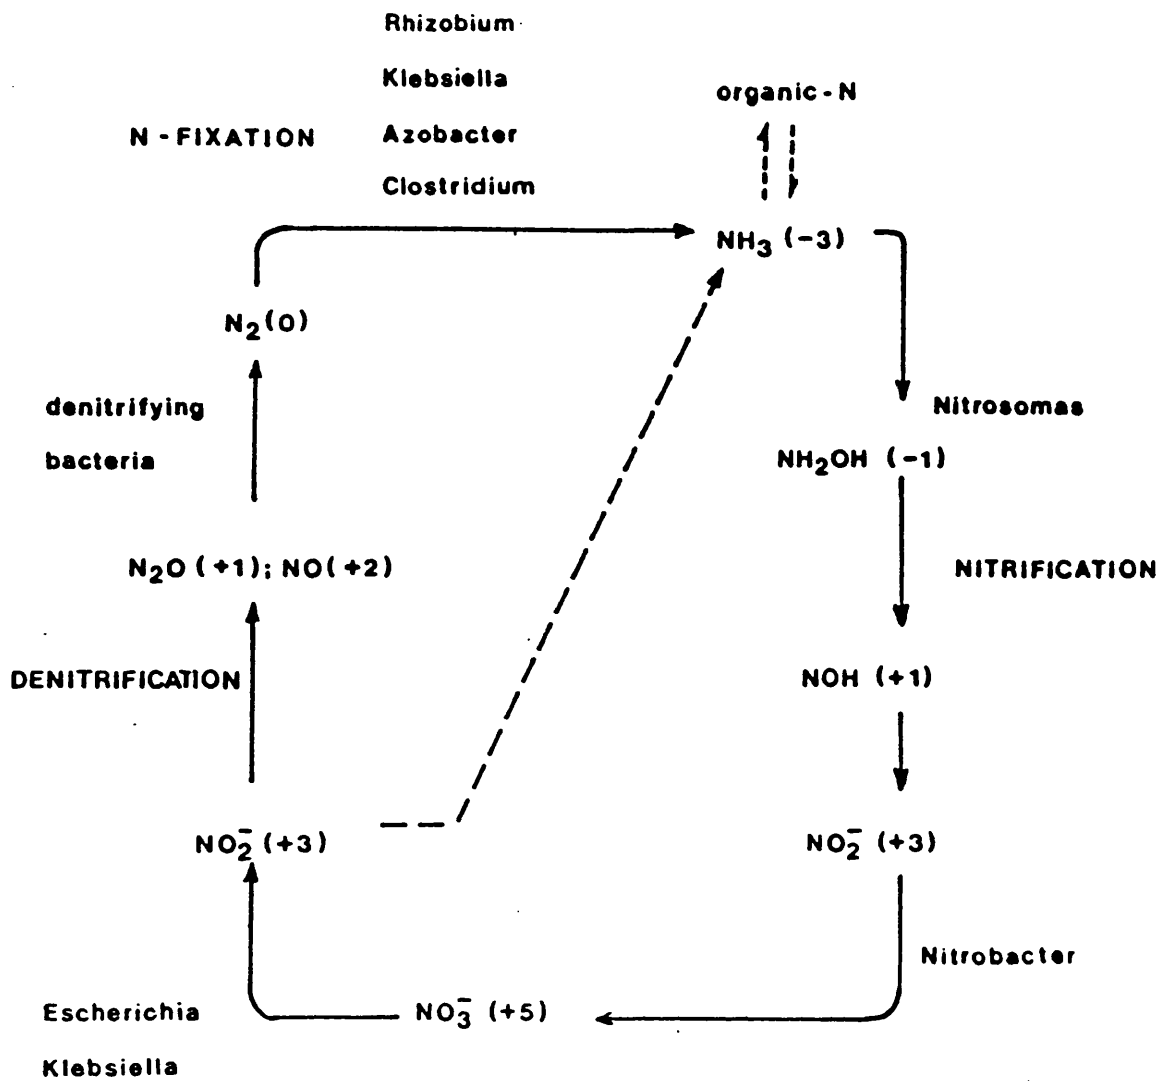 Rhizobium
Klebsiella
organic - N
N - FIXATION
Azobacter
Clostridium
NH3 (-3)
N2(0)
denitrifying
bacteria
Nitrosomas
NH2OH (-1)
N2O (+1); NO(+2)
NITRIFICATION
DENITRIFICATION
NOH (+1)
NO2- (+3)
NO2- (+3)
Nitrobacter
Escherichia
Klebsiella
NO3- (+5)